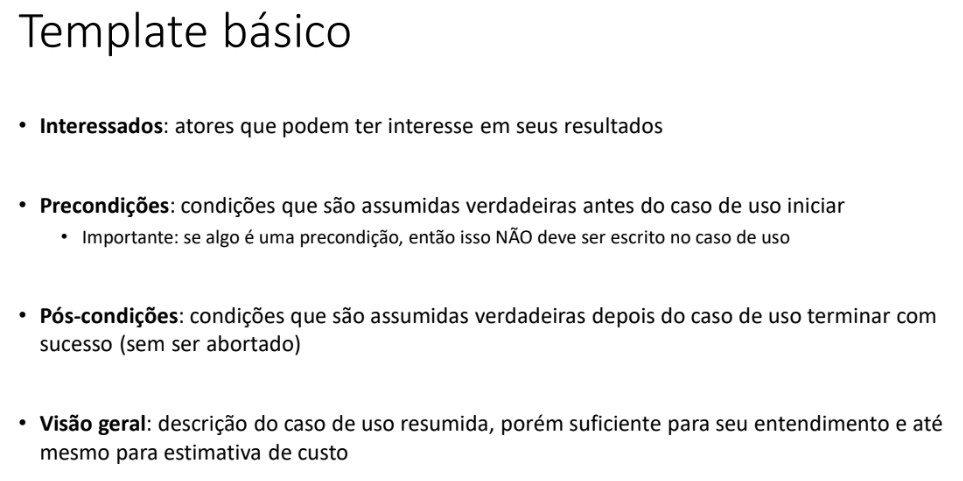 Template básico
• Interessados: atores que podem ter interesse em seus resultados
• Precondições: condições que são assumidas verdadeiras antes do caso de uso iniciar
• Importante: se algo é uma precondição, então isso NÃO deve ser escrito no caso de uso
• Pós-condições: condições que são assumidas verdadeiras depois do caso de uso terminar com
sucesso (sem ser abortado)
• Visão geral: descrição do caso de uso resumida, porém suficiente para seu entendimento e até
mesmo para estimativa de custo